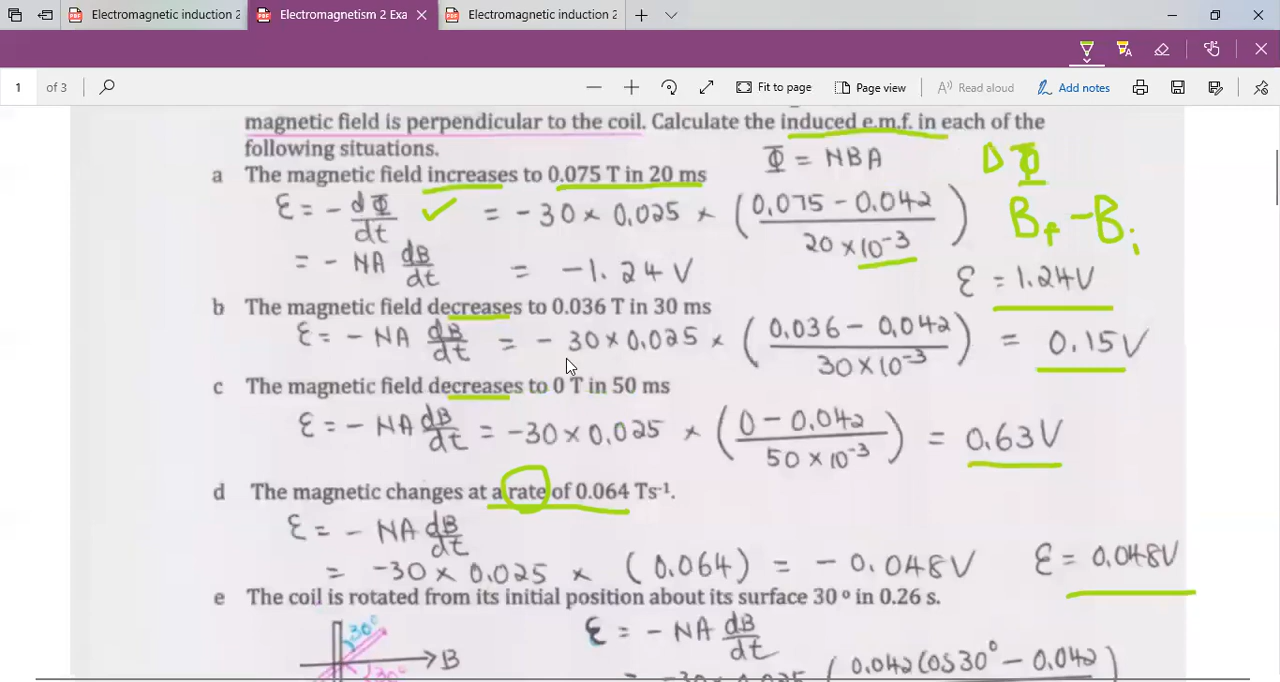 Electromagnetic induction 2
Electromagnetism 2 Exa
Electromagnetic induction 2
1 of 3
Fit to page
Page view
Read aloud
Add notes
magnetic field is perpendicular to the coil. Calculate the induced e.m.f. in each of the
following situations.
Φ = NBA
ΔΦ
a The magnetic field increases to 0.075 T in 20 ms
ε = - dΦ/dt ✓ = -30 × 0.025 × (0.075 - 0.042 / 20 × 10⁻³)
Bf - Bi
= - NA dB/dt = -1.24 V
ε = 1.24V
b The magnetic field decreases to 0.036 T in 30 ms
ε = - NA dB/dt = - 30 × 0.025 × (0.036 - 0.042 / 30 × 10⁻³) = 0.15V
c The magnetic field decreases to 0 T in 50 ms
ε = - NA dB/dt = -30 × 0.025 × (0 - 0.042 / 50 × 10⁻³) = 0.63V
d The magnetic changes at a rate of 0.064 Ts⁻¹.
ε = - NA dB/dt
= -30 × 0.025 × (0.064) = - 0.048V
ε = 0.048V
e The coil is rotated from its initial position about its surface 30 ° in 0.26 s.
30°
B
30°
ε = - NA dB/dt
= -30 × 0.025 (0.042 cos 30° - 0.042